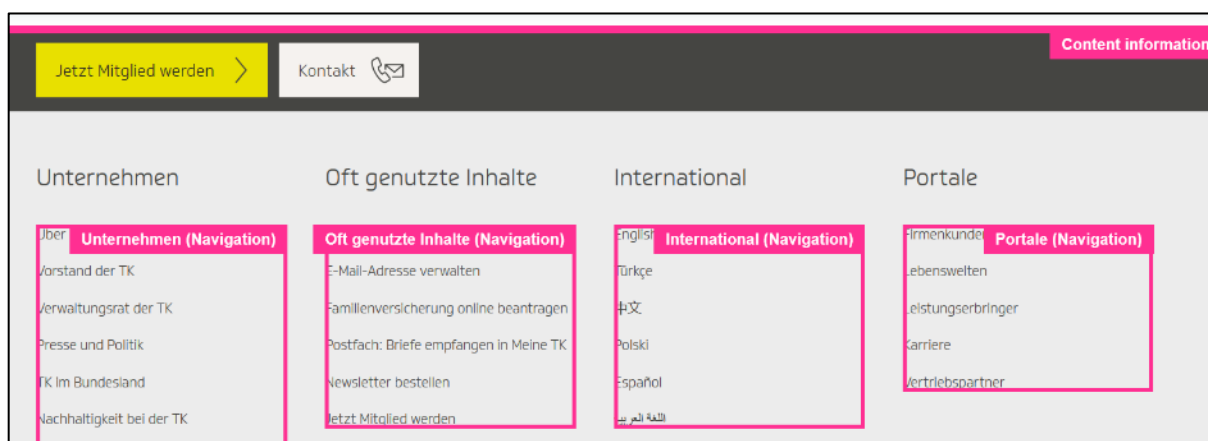 Content information
Jetzt Mitglied werden
Kontakt
Unternehmen
Über
Unternehmen (Navigation)
Vorstand der TK
Verwaltungsrat der TK
Presse und Politik
TK im Bundesland
Nachhaltigkeit bei der TK
Oft genutzte Inhalte
Oft genutzte Inhalte (Navigation)
E-Mail-Adresse verwalten
Familienversicherung online beantragen
Postfach: Briefe empfangen in Meine TK
Newsletter bestellen
Jetzt Mitglied werden
International
English
International (Navigation)
Türkçe
中文
Polski
Español
اللغة العربية
Portale
Firmenkunden
Portale (Navigation)
Lebenswelten
Leistungserbringer
Karriere
Vertriebspartner